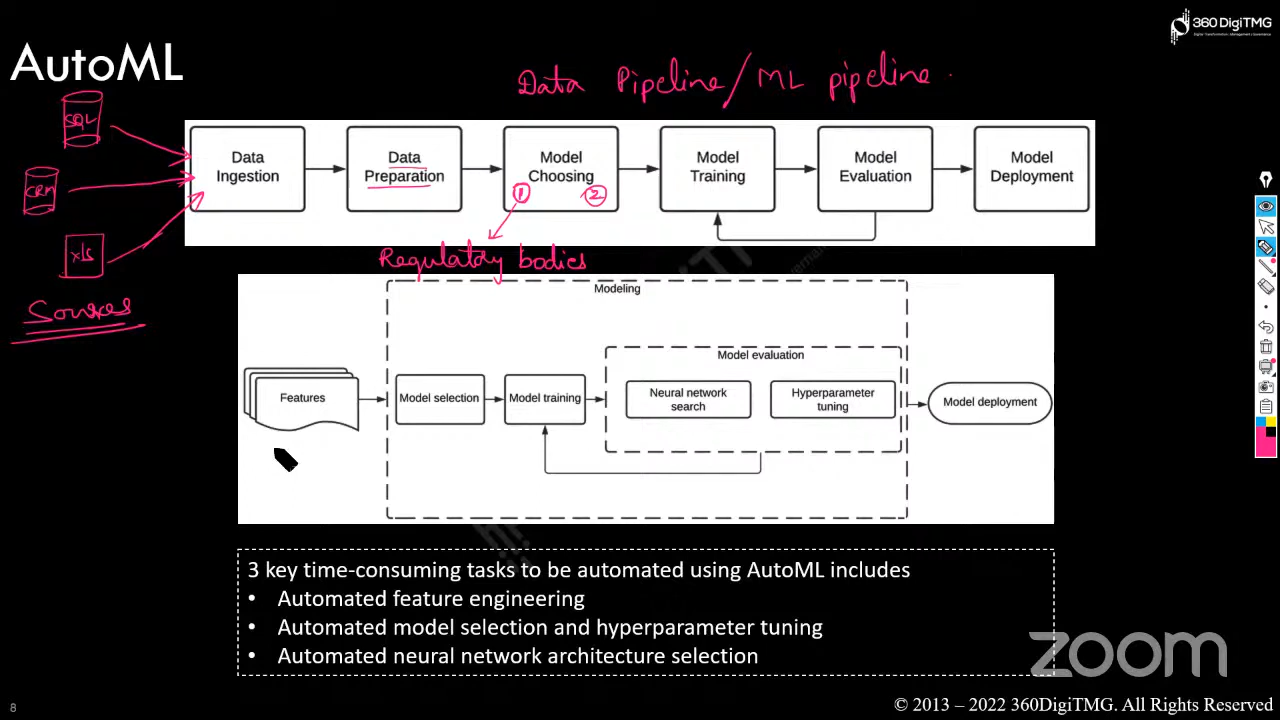 360DigiTMG
AutoML
Data Pipeline/ML pipeline
SQL
CRM
xls
Sources
Data
Ingestion
Data
Preparation
Model
Choosing
1 2
Model
Training
Model
Evaluation
Model
Deployment
Regulatory bodies
Modeling
Model evaluation
Features
Model selection
Model training
Neural network
search
Hyperparameter
tuning
Model deployment
3 key time-consuming tasks to be automated using AutoML includes
• Automated feature engineering
• Automated model selection and hyperparameter tuning
• Automated neural network architecture selection
zoom
8
© 2013 – 2022 360DigiTMG. All Rights Reserved